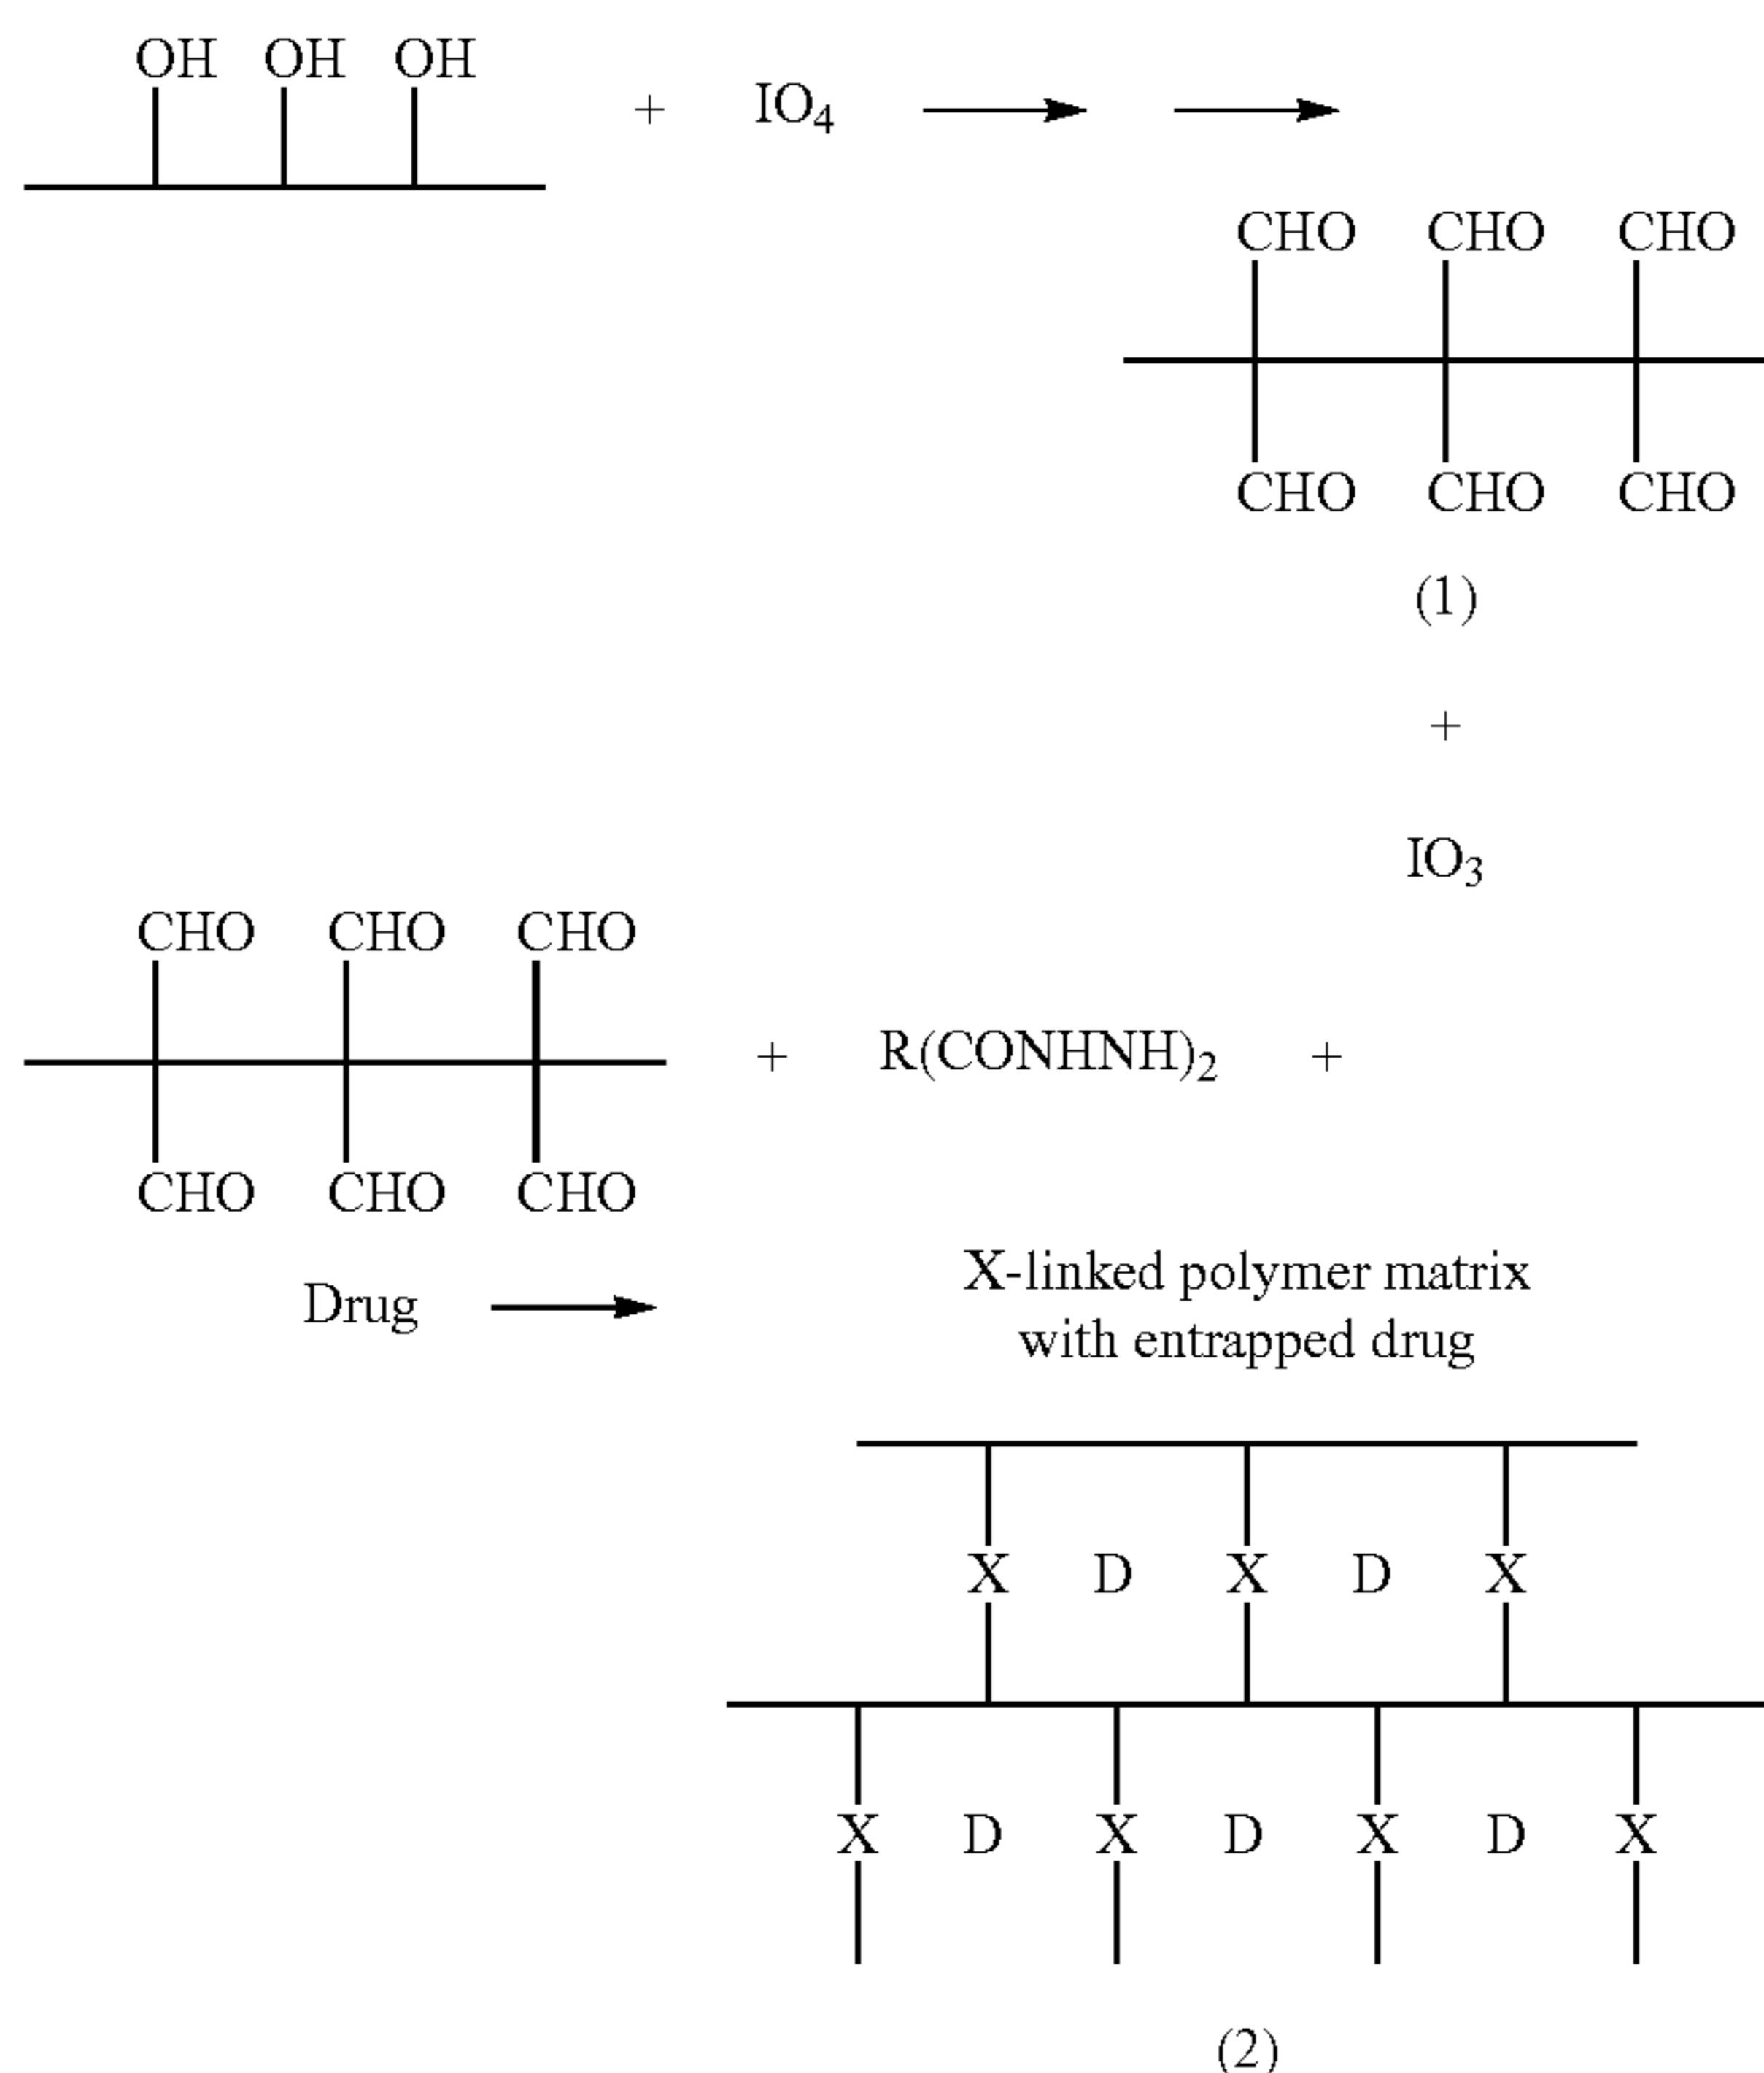 OH OH OH
+ IO4
CHO CHO CHO
CHO CHO CHO
(1)
+
IO3
CHO CHO CHO
+ R(CONHNH)2 +
CHO CHO CHO
Drug
X-linked polymer matrix
with entrapped drug
X D X D X
X D X D X D X
(2)